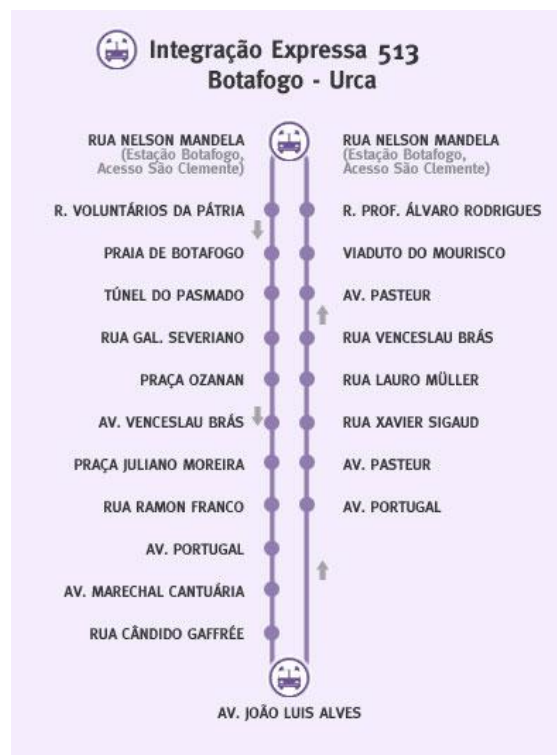 Integração Expressa 513
Botafogo - Urca
RUA NELSON MANDELA
(Estação Botafogo,
Acesso São Clemente)
R. VOLUNTÁRIOS DA PÁTRIA
PRAIA DE BOTAFOGO
TÚNEL DO PASMADO
RUA GAL. SEVERIANO
PRAÇA OZANAN
AV. VENCESLAU BRÁS
PRAÇA JULIANO MOREIRA
RUA RAMON FRANCO
AV. PORTUGAL
AV. MARECHAL CANTUÁRIA
RUA CÂNDIDO GAFFRÉE
RUA NELSON MANDELA
(Estação Botafogo,
Acesso São Clemente)
R. PROF. ÁLVARO RODRIGUES
VIADUTO DO MOURISCO
AV. PASTEUR
RUA VENCESLAU BRÁS
RUA LAURO MÜLLER
RUA XAVIER SIGAUD
AV. PASTEUR
AV. PORTUGAL
AV. JOÃO LUIS ALVES